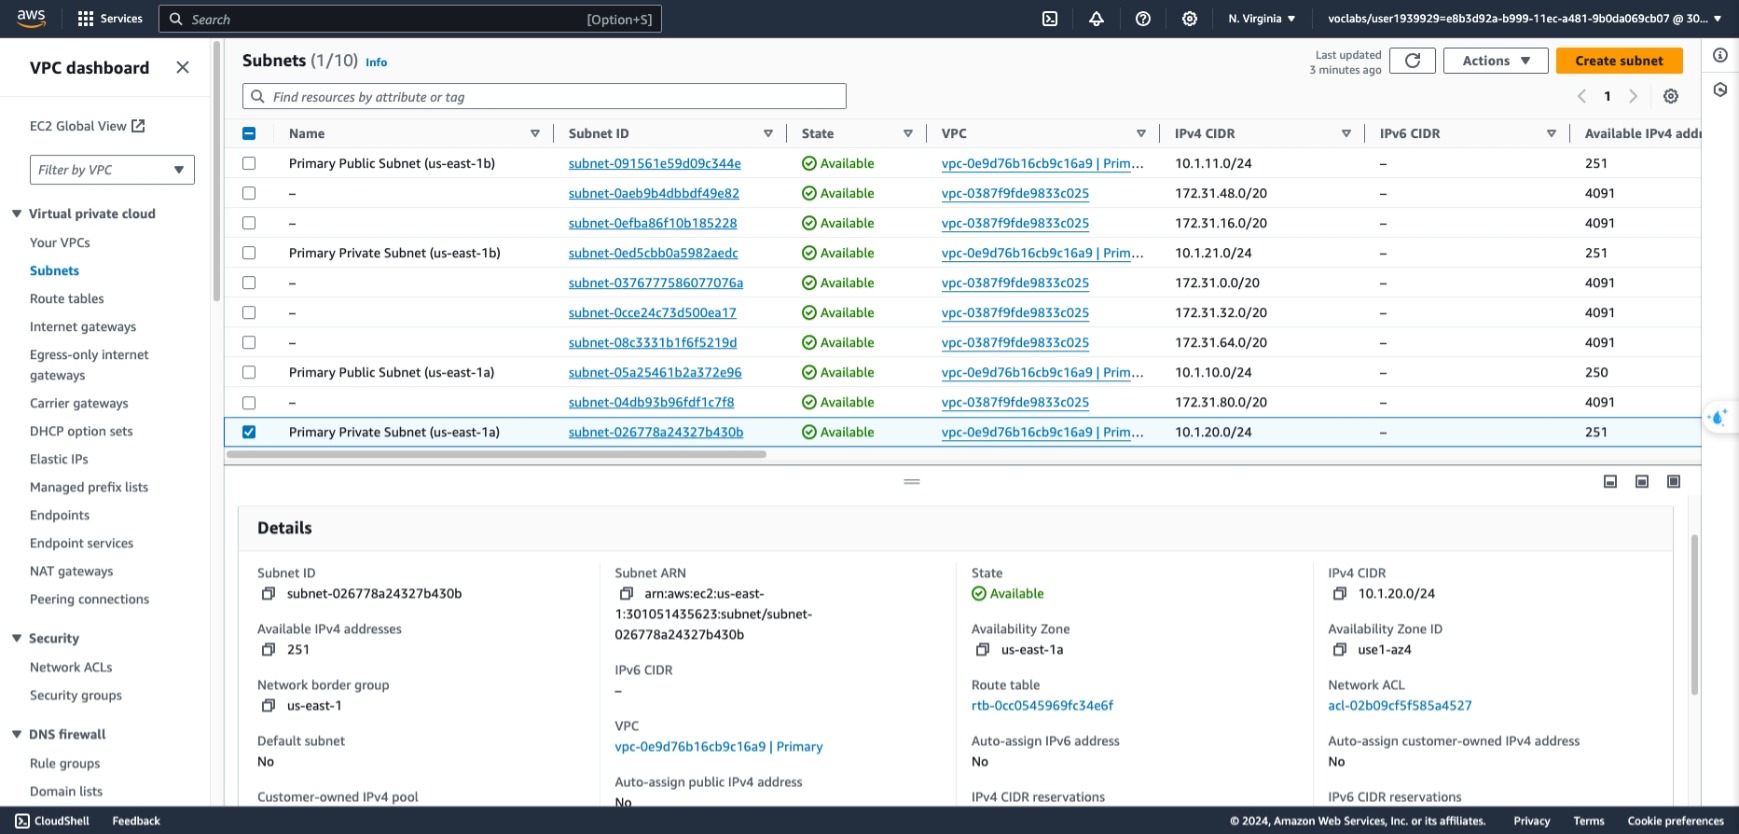 aws Services Search [Option+S] N. Virginia ▼ voclabs/user1939929=e8b3d92a-b999-11ec-a481-9b0da069cb07 @ 30... ▼
VPC dashboard
EC2 Global View
Filter by VPC
Virtual private cloud
Your VPCs
Subnets
Route tables
Internet gateways
Egress-only internet
gateways
Carrier gateways
DHCP option sets
Elastic IPs
Managed prefix lists
Endpoints
Endpoint services
NAT gateways
Peering connections
Security
Network ACLs
Security groups
DNS firewall
Rule groups
Domain lists
Subnets (1/10) Info
Last updated
3 minutes ago
Actions
Create subnet
Find resources by attribute or tag
1
Name Subnet ID State VPC IPv4 CIDR IPv6 CIDR Available IPv4 addr
Primary Public Subnet (us-east-1b) subnet-091561e59d09c344e Available vpc-0e9d76b16cb9c16a9 | Prim... 10.1.11.0/24 – 251
– subnet-0aeb9b4dbbdf49e82 Available vpc-0387f9fde9833c025 172.31.48.0/20 – 4091
– subnet-0efba86f10b185228 Available vpc-0387f9fde9833c025 172.31.16.0/20 – 4091
Primary Private Subnet (us-east-1b) subnet-0ed5cbb0a5982aedc Available vpc-0e9d76b16cb9c16a9 | Prim... 10.1.21.0/24 – 251
– subnet-0376777586077076a Available vpc-0387f9fde9833c025 172.31.0.0/20 – 4091
– subnet-0cce24c73d500ea17 Available vpc-0387f9fde9833c025 172.31.32.0/20 – 4091
– subnet-08c3331b1f6f5219d Available vpc-0387f9fde9833c025 172.31.64.0/20 – 4091
Primary Public Subnet (us-east-1a) subnet-05a25461b2a372e96 Available vpc-0e9d76b16cb9c16a9 | Prim... 10.1.10.0/24 – 250
– subnet-04db93b96fdf1c7f8 Available vpc-0387f9fde9833c025 172.31.80.0/20 – 4091
Primary Private Subnet (us-east-1a) subnet-026778a24327b430b Available vpc-0e9d76b16cb9c16a9 | Prim... 10.1.20.0/24 – 251
Details
Subnet ID
subnet-026778a24327b430b
Available IPv4 addresses
251
Network border group
us-east-1
Default subnet
No
Customer-owned IPv4 pool
Subnet ARN
arn:aws:ec2:us-east-
1:301051435623:subnet/subnet-
026778a24327b430b
IPv6 CIDR
–
VPC
vpc-0e9d76b16cb9c16a9 | Primary
Auto-assign public IPv4 address
No
State
Available
Availability Zone
us-east-1a
Route table
rtb-0cc0545969fc34e6f
Auto-assign IPv6 address
No
IPv4 CIDR reservations
IPv4 CIDR
10.1.20.0/24
Availability Zone ID
use1-az4
Network ACL
acl-02b09cf5f585a4527
Auto-assign customer-owned IPv4 address
No
IPv6 CIDR reservations
CloudShell Feedback © 2024, Amazon Web Services, Inc. or its affiliates. Privacy Terms Cookie preferences